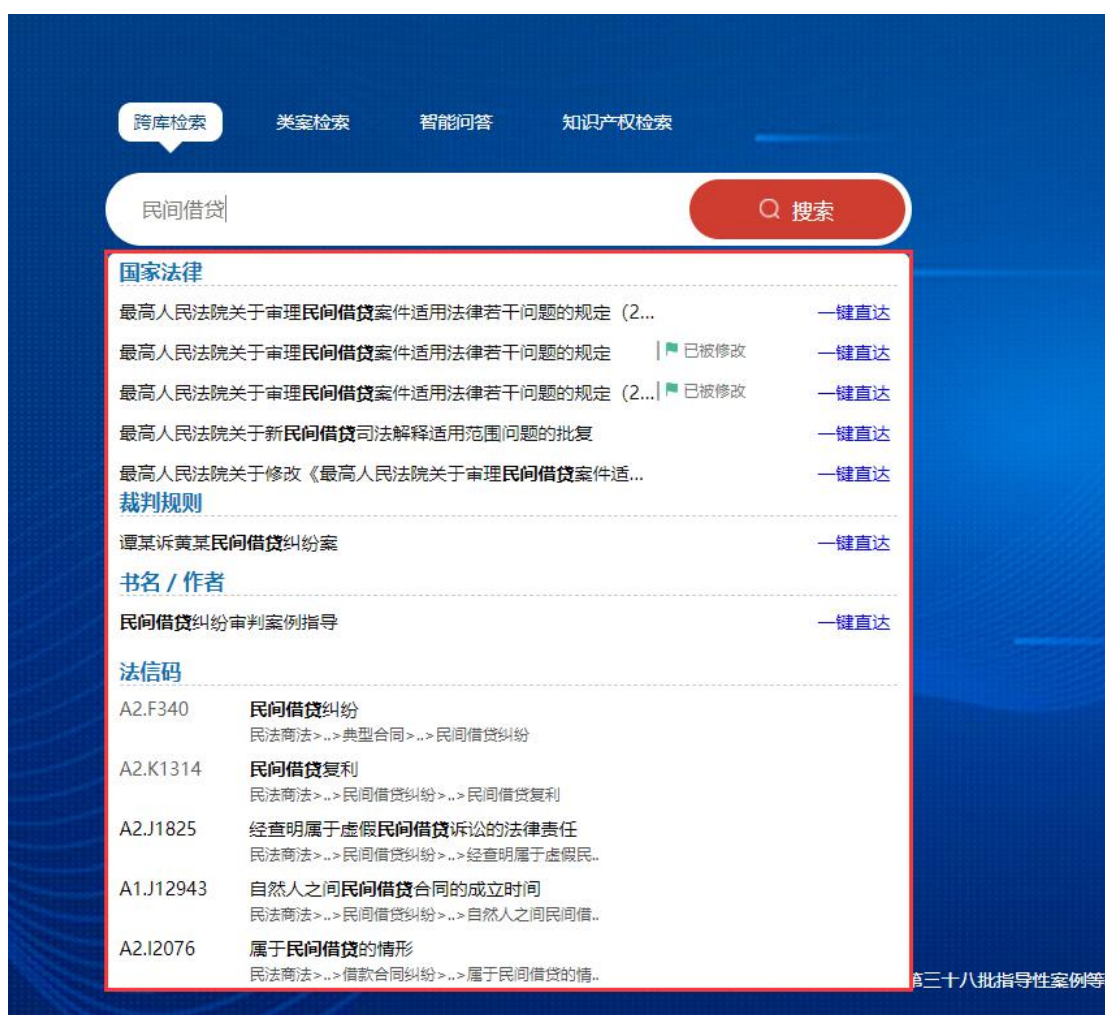 跨库检索 类案检索 智能问答 知识产权检索
民间借贷 搜索
国家法律
最高人民法院关于审理民间借贷案件适用法律若干问题的规定（2... 一键直达
最高人民法院关于审理民间借贷案件适用法律若干问题的规定 已被修改 一键直达
最高人民法院关于审理民间借贷案件适用法律若干问题的规定（2... 已被修改 一键直达
最高人民法院关于新民间借贷司法解释适用范围问题的批复 一键直达
最高人民法院关于修改《最高人民法院关于审理民间借贷案件适... 一键直达
裁判规则
谭某诉黄某民间借贷纠纷案 一键直达
书名 / 作者
民间借贷纠纷审判案例指导 一键直达
法信码
A2.F340 民间借贷纠纷
民法商法>..>典型合同>..>民间借贷纠纷
A2.K1314 民间借贷复利
民法商法>..>民间借贷纠纷>..>民间借贷复利
A2.J1825 经查明属于虚假民间借贷诉讼的法律责任
民法商法>..>民间借贷纠纷>..>经查明属于虚假民..
A1.J12943 自然人之间民间借贷合同的成立时间
民法商法>..>民间借贷纠纷>..>自然人之间民间借..
A2.I2076 属于民间借贷的情形
民法商法>..>借款合同纠纷>..>属于民间借贷的情..
第三十八批指导性案例等